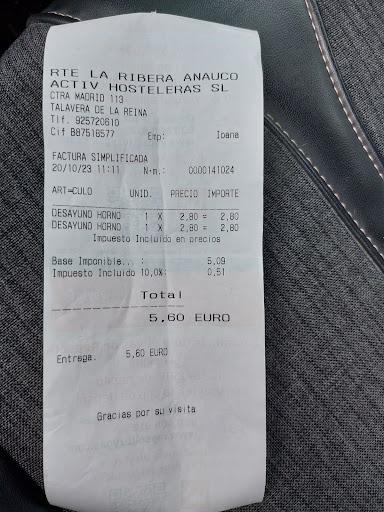 RTE LA RIBERA ANAUCO
ACTIV HOSTELERAS SL
CTRA MADRID 113
TALAVERA DE LA REINA
Tlf. 925720610
Cif B87516577 Emp: Ioana
FACTURA SIMPLIFICADA
20/10/23 11:11 N·m.: 0000141024
ART-CULO UNID. PRECIO IMPORTE
DESAYUNO HORNO 1 X 2,80 = 2,80
DESAYUNO HORNO 1 X 2,80 = 2,80
Impuesto Incluido en precios
Base Imponible... : 5,09
Impuesto Incluido 10,0%: 0,51
Total
5,60 EURO
Entrega. 5,60 EURO
Gracias por su visita